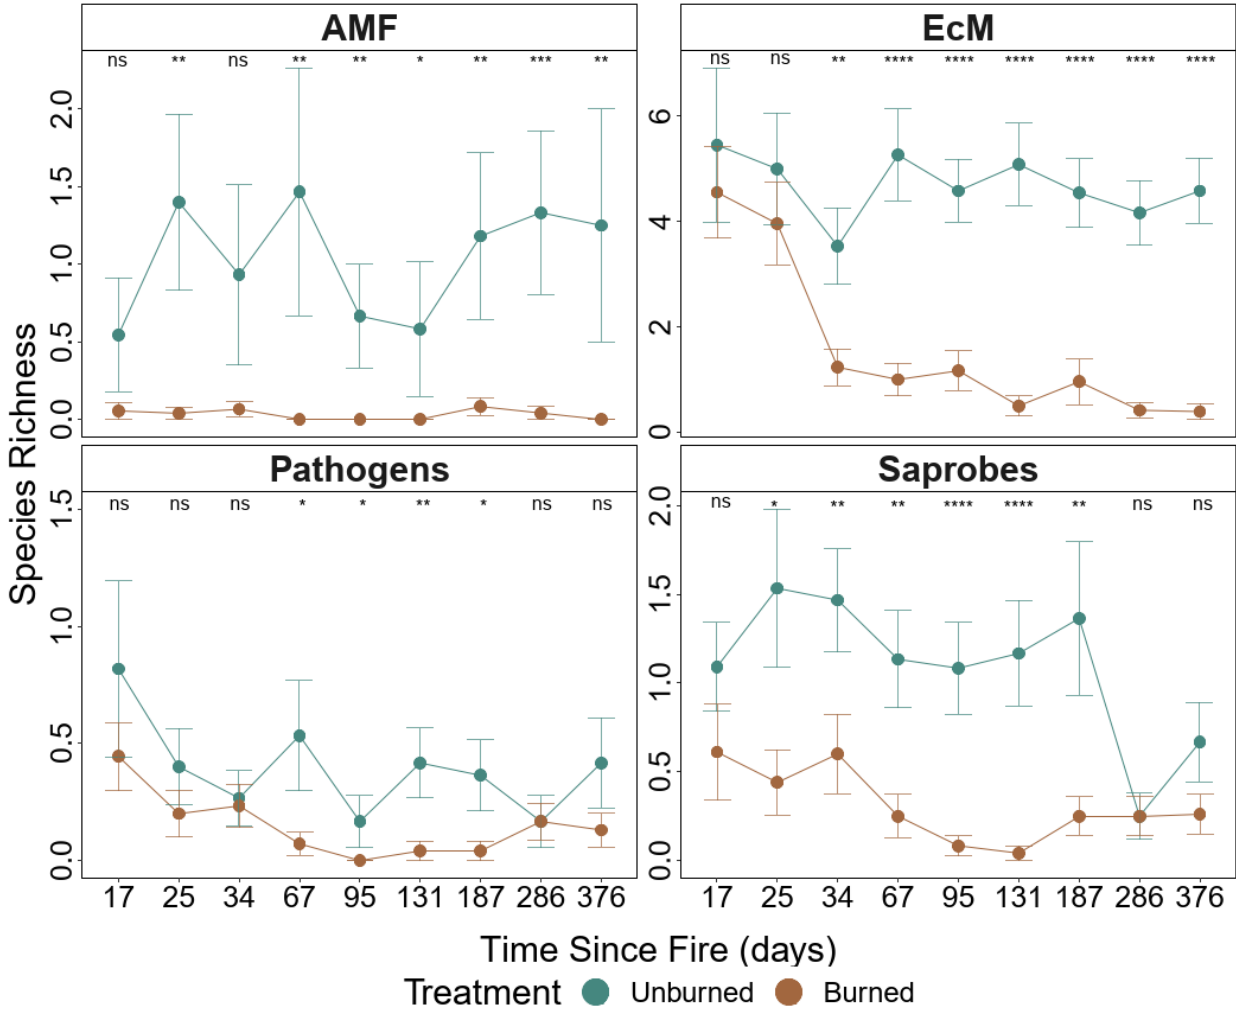 AMF
ns ** ns ** ** * ** *** **
2.0
1.5
1.0
0.5
0.0
EcM
ns ns ** **** **** **** **** **** ****
6
4
2
0
Species Richness
Pathogens
ns ns ns * * ** * ns ns
1.5
1.0
0.5
0.0
17 25 34 67 95 131 187 286 376
Saprobes
ns * ** ** **** **** ** ns ns
2.0
1.5
1.0
0.5
0.0
17 25 34 67 95 131 187 286 376
Time Since Fire (days)
Treatment Unburned Burned